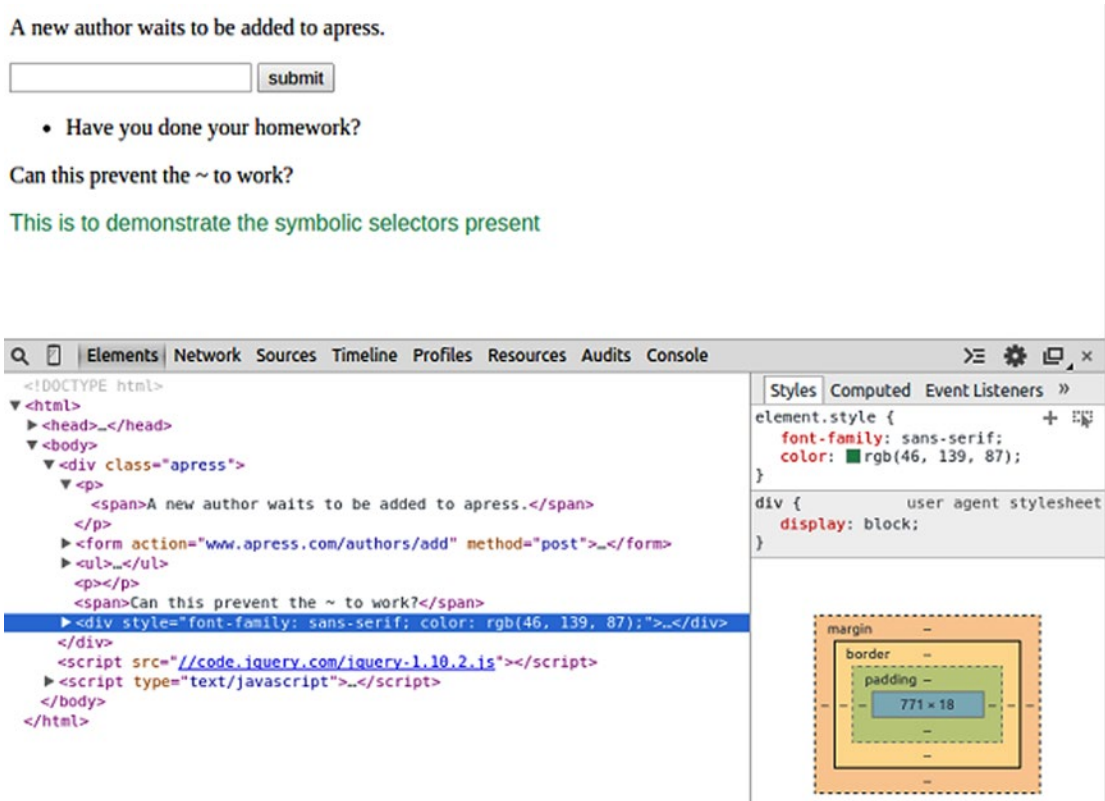 A new author waits to be added to apress.
submit
• Have you done your homework?
Can this prevent the ~ to work?
This is to demonstrate the symbolic selectors present
Elements Network Sources Timeline Profiles Resources Audits Console
<!DOCTYPE html>
▼<html>
▶<head>…</head>
▼<body>
▼<div class="apress">
▼<p>
<span>A new author waits to be added to apress.</span>
</p>
▶<form action="www.apress.com/authors/add" method="post">…</form>
▶<ul>…</ul>
<p></p>
<span>Can this prevent the ~ to work?</span>
▶<div style="font-family: sans-serif; color: rgb(46, 139, 87);">…</div>
</div>
<script src="//code.jquery.com/jquery-1.10.2.js"></script>
▶<script type="text/javascript">…</script>
</body>
</html>
Styles Computed Event Listeners »
element.style {
font-family: sans-serif;
color: rgb(46, 139, 87);
}
div { user agent stylesheet
display: block;
}
margin –
border –
padding –
– – – 771 × 18 – – –
–
–
–